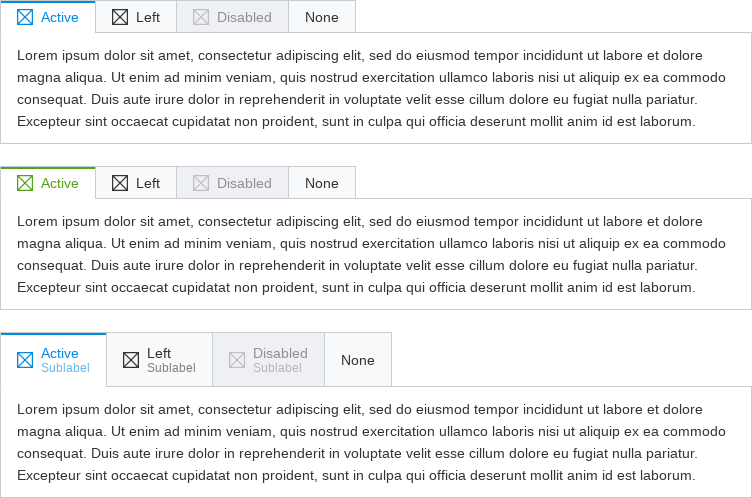 Active Left Disabled None
Lorem ipsum dolor sit amet, consectetur adipiscing elit, sed do eiusmod tempor incididunt ut labore et dolore
magna aliqua. Ut enim ad minim veniam, quis nostrud exercitation ullamco laboris nisi ut aliquip ex ea commodo
consequat. Duis aute irure dolor in reprehenderit in voluptate velit esse cillum dolore eu fugiat nulla pariatur.
Excepteur sint occaecat cupidatat non proident, sunt in culpa qui officia deserunt mollit anim id est laborum.
Active Left Disabled None
Lorem ipsum dolor sit amet, consectetur adipiscing elit, sed do eiusmod tempor incididunt ut labore et dolore
magna aliqua. Ut enim ad minim veniam, quis nostrud exercitation ullamco laboris nisi ut aliquip ex ea commodo
consequat. Duis aute irure dolor in reprehenderit in voluptate velit esse cillum dolore eu fugiat nulla pariatur.
Excepteur sint occaecat cupidatat non proident, sunt in culpa qui officia deserunt mollit anim id est laborum.
Active Left Disabled None
Sublabel Sublabel Sublabel
Lorem ipsum dolor sit amet, consectetur adipiscing elit, sed do eiusmod tempor incididunt ut labore et dolore
magna aliqua. Ut enim ad minim veniam, quis nostrud exercitation ullamco laboris nisi ut aliquip ex ea commodo
consequat. Duis aute irure dolor in reprehenderit in voluptate velit esse cillum dolore eu fugiat nulla pariatur.
Excepteur sint occaecat cupidatat non proident, sunt in culpa qui officia deserunt mollit anim id est laborum.